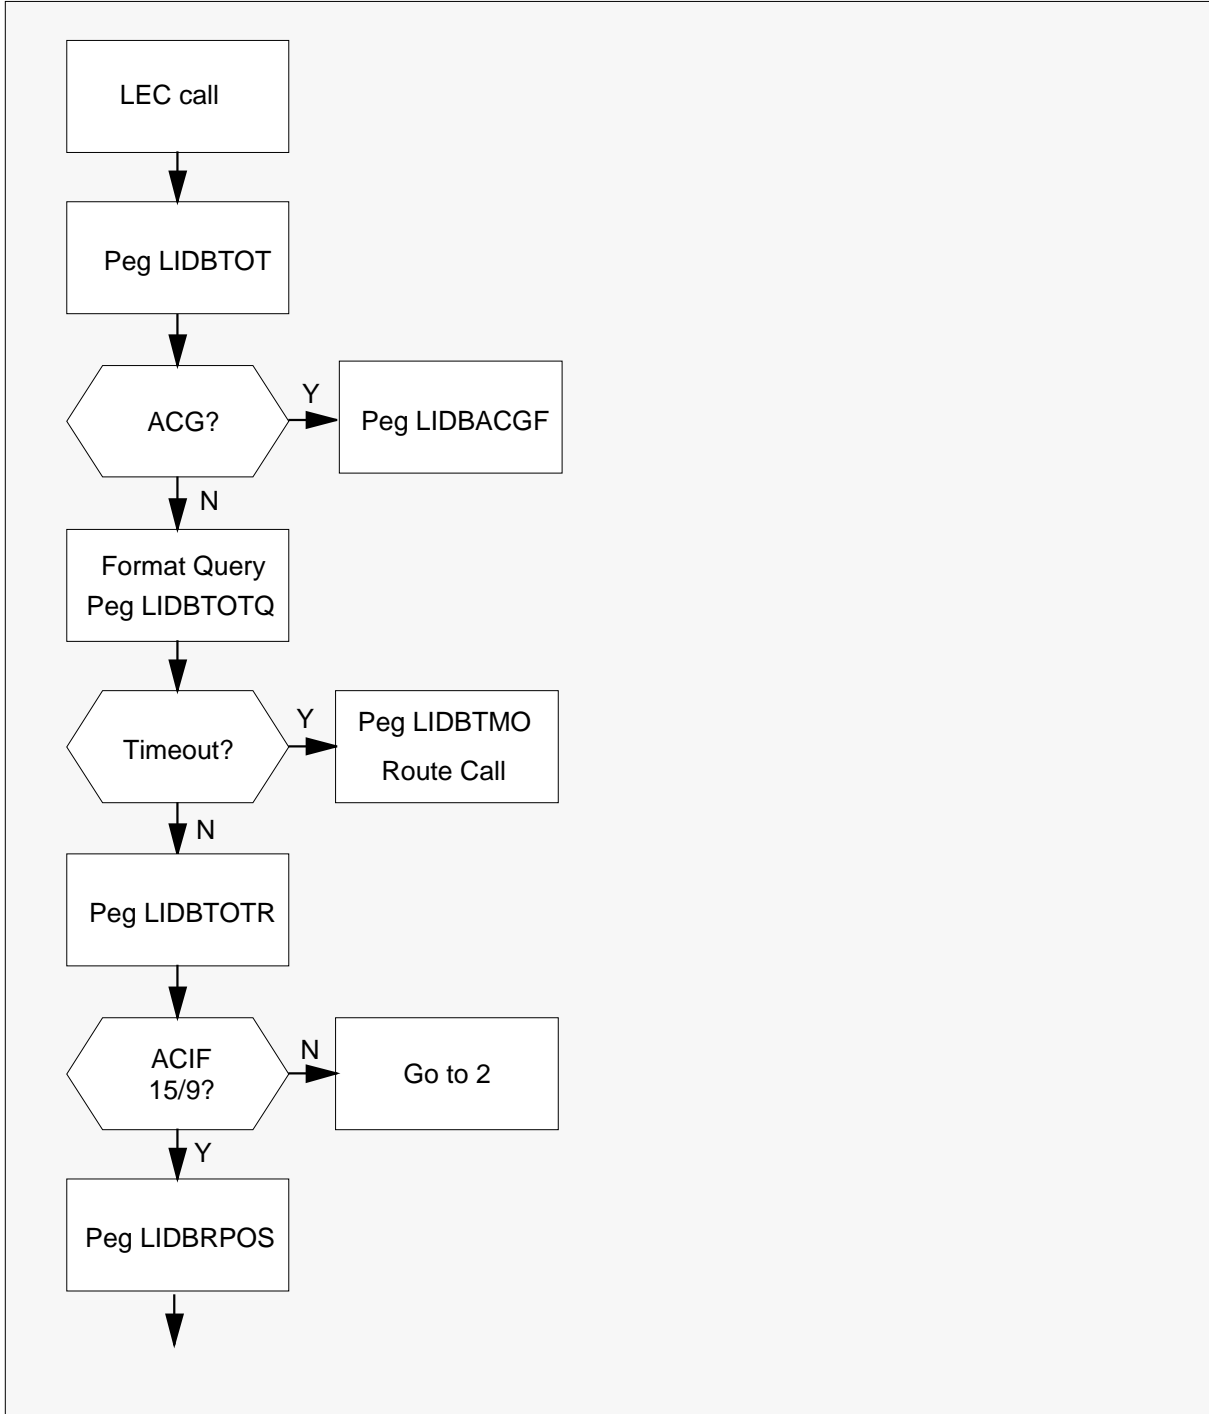 LEC call
Peg LIDBTOT
ACG?
Y
Peg LIDBACGF
N
Format Query
Peg LIDBTOTQ
Timeout?
Y
Peg LIDBTMO
Route Call
N
Peg LIDBTOTR
ACIF
15/9?
N
Go to 2
Y
Peg LIDBRPOS